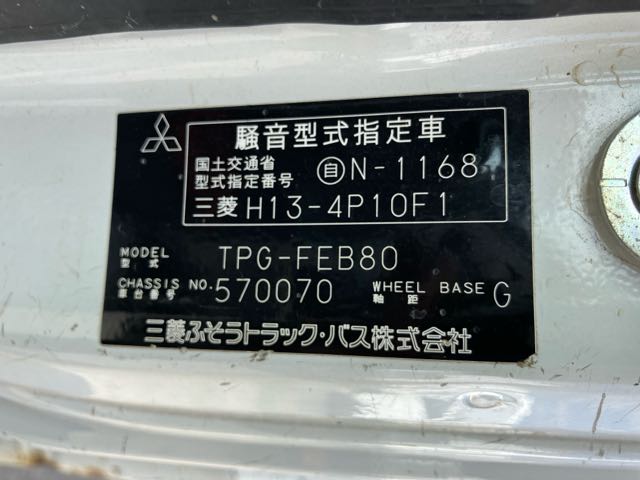 騒音型式指定車
国土交通省
型式指定番号 自N-1168
三菱 H13-4P10F1
MODEL
型式 TPG-FEB80
CHASSIS NO.
車台番号 570070
WHEEL BASE
軸距 G
三菱ふそうトラック・バス株式会社